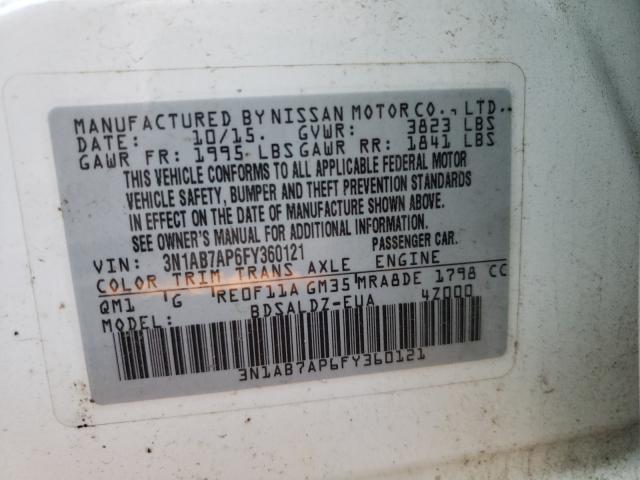 MANUFACTURED BY NISSAN MOTOR CO., LTD.
DATE: 10/15. GVWR: 3823 LBS
GAWR FR: 1995 LBS GAWR RR: 1841 LBS
THIS VEHICLE CONFORMS TO ALL APPLICABLE FEDERAL MOTOR
VEHICLE SAFETY, BUMPER AND THEFT PREVENTION STANDARDS
IN EFFECT ON THE DATE OF MANUFACTURE SHOWN ABOVE.
SEE OWNER'S MANUAL FOR ADDITIONAL INFORMATION.
VIN: 3N1AB7AP6FY360121 PASSENGER CAR.
COLOR TRIM TRANS AXLE ENGINE
QM1 G RE0F11A GM35 MRA8DE 1798 CC
MODEL: BDSALDZ-EUA 4Z000
3N1AB7AP6FY360121